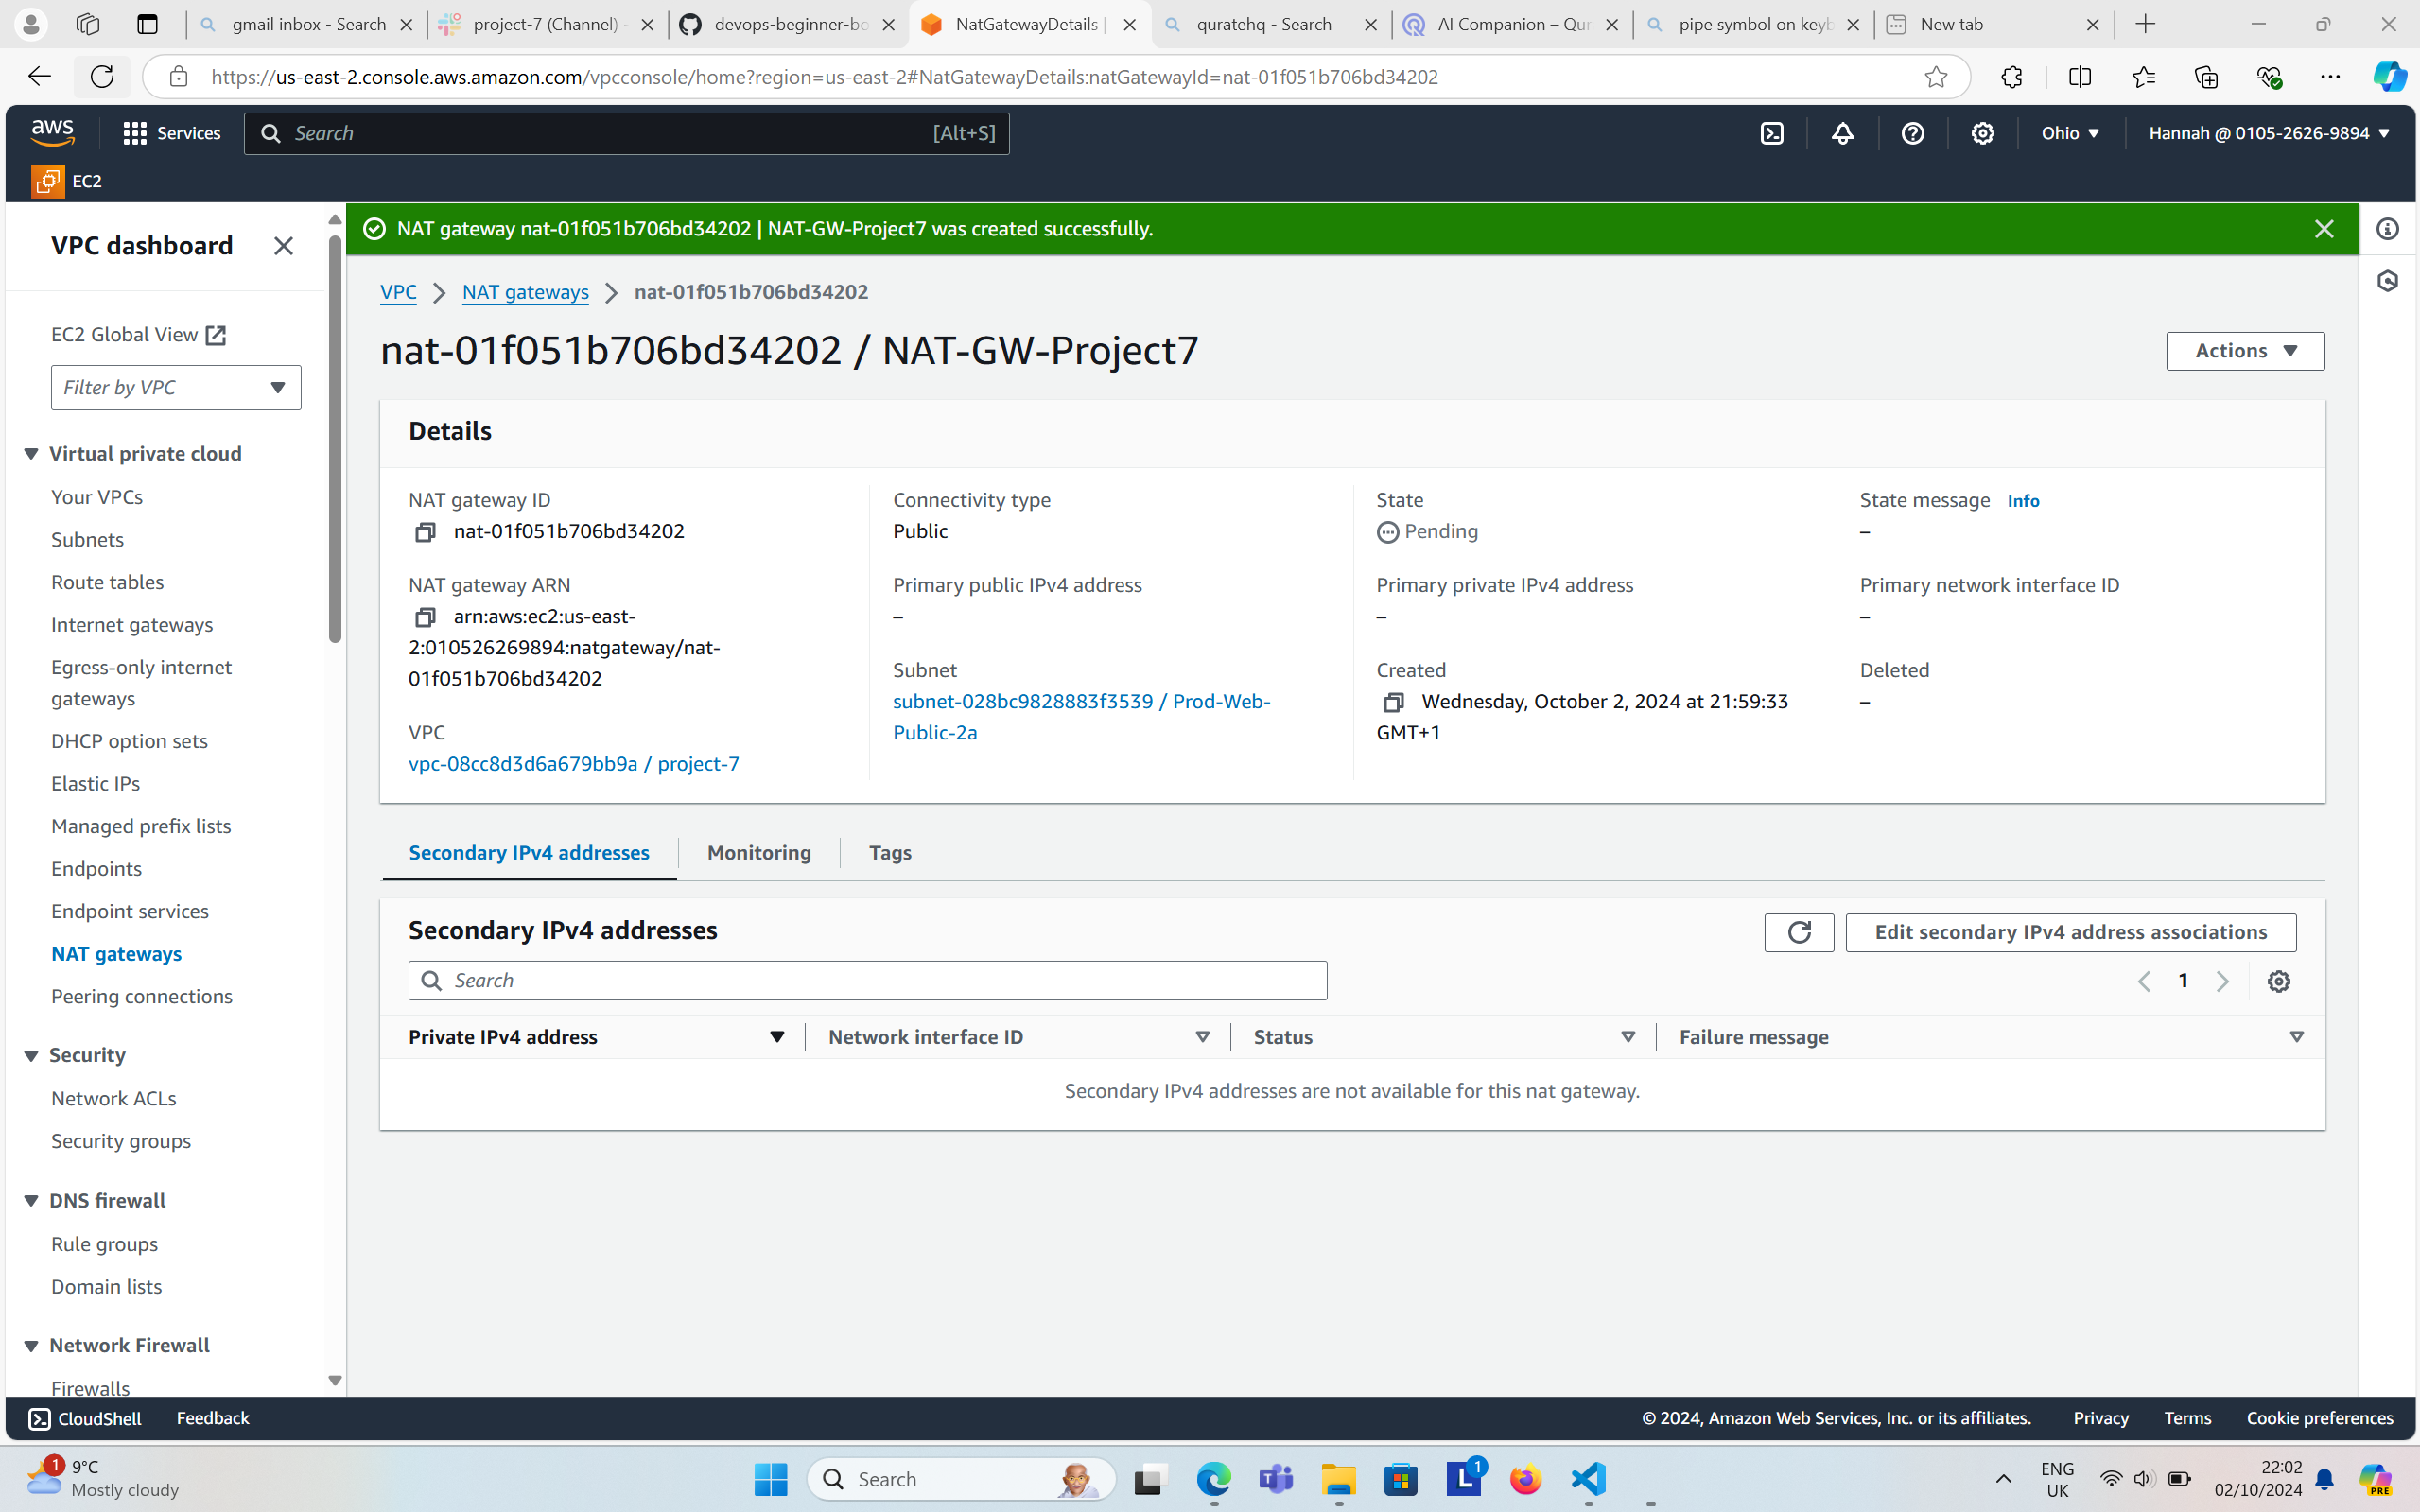 gmail inbox - Search
project-7 (Channel) -
devops-beginner-bo
NatGatewayDetails |
quratehq - Search
AI Companion – Qur
pipe symbol on keyb
New tab
https://us-east-2.console.aws.amazon.com/vpcconsole/home?region=us-east-2#NatGatewayDetails:natGatewayId=nat-01f051b706bd34202
aws
Services
Search
[Alt+S]
Ohio
Hannah @ 0105-2626-9894
EC2
VPC dashboard
EC2 Global View
Filter by VPC
Virtual private cloud
Your VPCs
Subnets
Route tables
Internet gateways
Egress-only internet
gateways
DHCP option sets
Elastic IPs
Managed prefix lists
Endpoints
Endpoint services
NAT gateways
Peering connections
Security
Network ACLs
Security groups
DNS firewall
Rule groups
Domain lists
Network Firewall
Firewalls
NAT gateway nat-01f051b706bd34202 | NAT-GW-Project7 was created successfully.
VPC
NAT gateways
nat-01f051b706bd34202
nat-01f051b706bd34202 / NAT-GW-Project7
Actions
Details
NAT gateway ID
nat-01f051b706bd34202
NAT gateway ARN
arn:aws:ec2:us-east-
2:010526269894:natgateway/nat-
01f051b706bd34202
VPC
vpc-08cc8d3d6a679bb9a / project-7
Connectivity type
Public
Primary public IPv4 address
–
Subnet
subnet-028bc9828883f3539 / Prod-Web-
Public-2a
State
Pending
Primary private IPv4 address
–
Created
Wednesday, October 2, 2024 at 21:59:33
GMT+1
State message Info
–
Primary network interface ID
–
Deleted
–
Secondary IPv4 addresses
Monitoring
Tags
Secondary IPv4 addresses
Edit secondary IPv4 address associations
Search
1
Private IPv4 address
Network interface ID
Status
Failure message
Secondary IPv4 addresses are not available for this nat gateway.
CloudShell
Feedback
© 2024, Amazon Web Services, Inc. or its affiliates.
Privacy
Terms
Cookie preferences
1
9°C
Mostly cloudy
Search
L
1
ENG
UK
22:02
02/10/2024
PRE